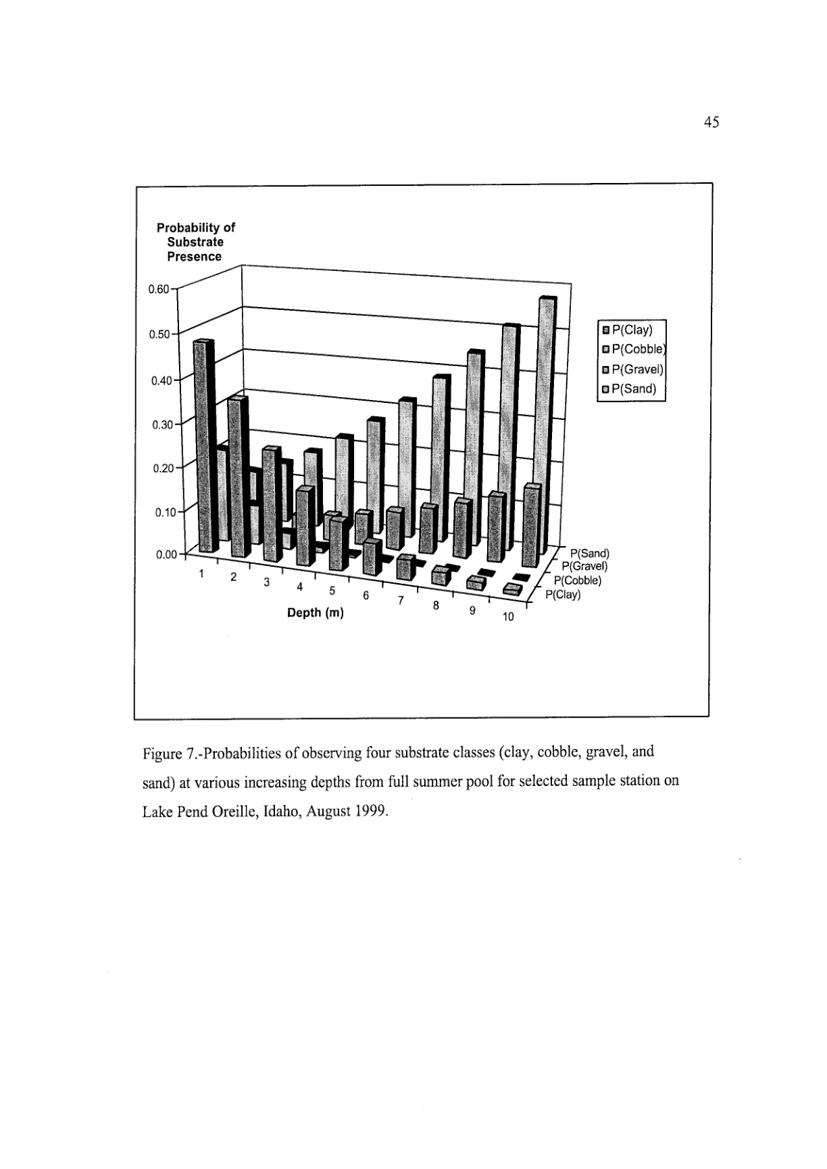 45
Probability of
Substrate
Presence
0.60
0.50
0.40
0.30
0.20
0.10
0.00
1 2 3 4 5 6 7 8 9 10
Depth (m)
P(Sand)
P(Gravel)
P(Cobble)
P(Clay)
P(Clay)
P(Cobble)
P(Gravel)
P(Sand)
Figure 7.-Probabilities of observing four substrate classes (clay, cobble, gravel, and
sand) at various increasing depths from full summer pool for selected sample station on
Lake Pend Oreille, Idaho, August 1999.